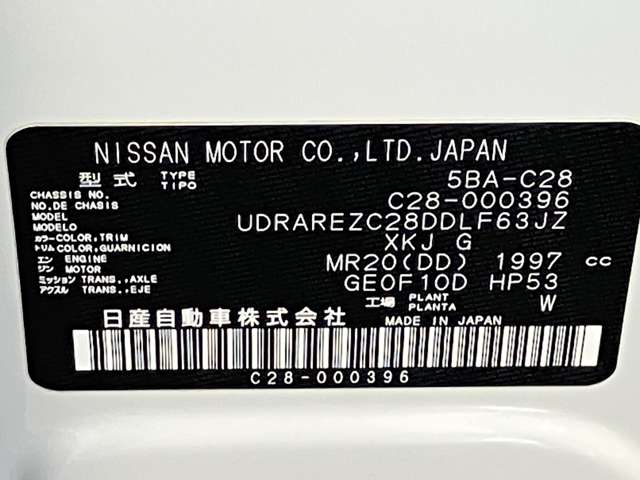 NISSAN MOTOR CO.,LTD.JAPAN
型式 TYPE TIPO 5BA-C28
CHASSIS NO. NO.DE CHASIS C28-000396
MODEL MODELO UDRAREZC28DDLF63JZ
カラー COLOR,TRIM トリム COLOR,GUARNICION XKJ G
エン ENGINE ジン MOTOR MR20(DD) 1997 cc
ミッション TRANS.,AXLE アクスル TRANS.,EJE GE0F10D HP53
工場 PLANT PLANTA W
日産自動車株式会社 MADE IN JAPAN
C28-000396